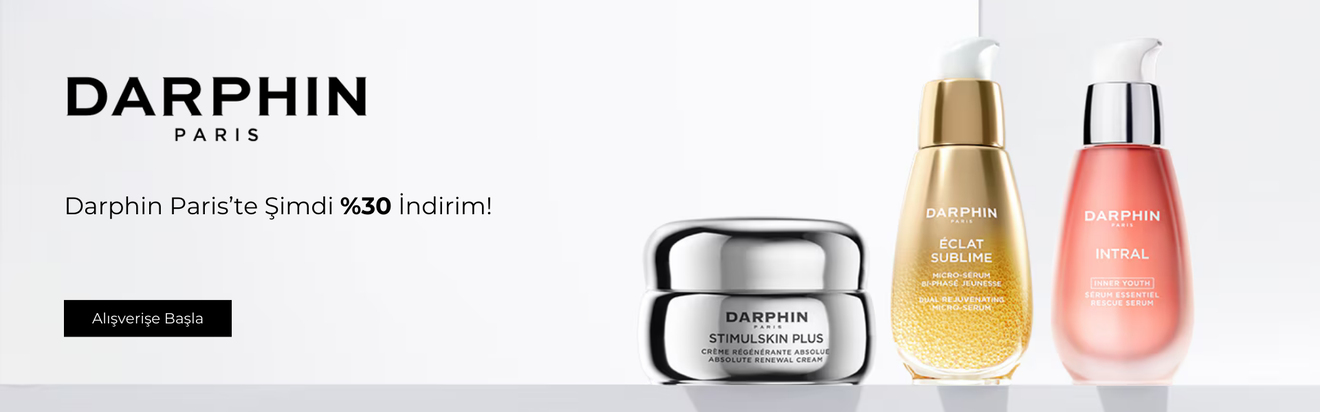 DARPHIN
PARIS
Darphin Paris'te Şimdi %30 İndirim!
Alışverişe Başla
DARPHIN
PARIS
STIMULSKIN PLUS
CRÈME RÉGÉNÉRANTE ABSOLUE
ABSOLUTE RENEWAL CREAM
DARPHIN
PARIS
ÉCLAT
SUBLIME
MICRO-SÉRUM
BI-PHASÉ JEUNESSE
DUAL REJUVENATING
MICRO-SERUM
DARPHIN
PARIS
INTRAL
INNER YOUTH
SÉRUM ESSENTIEL
RESCUE SERUM